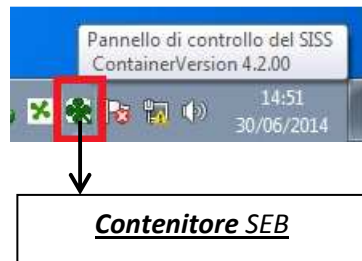 Pannello di controllo del SISS
ContainerVersion 4.2.00
14:51
30/06/2014
Contenitore SEB